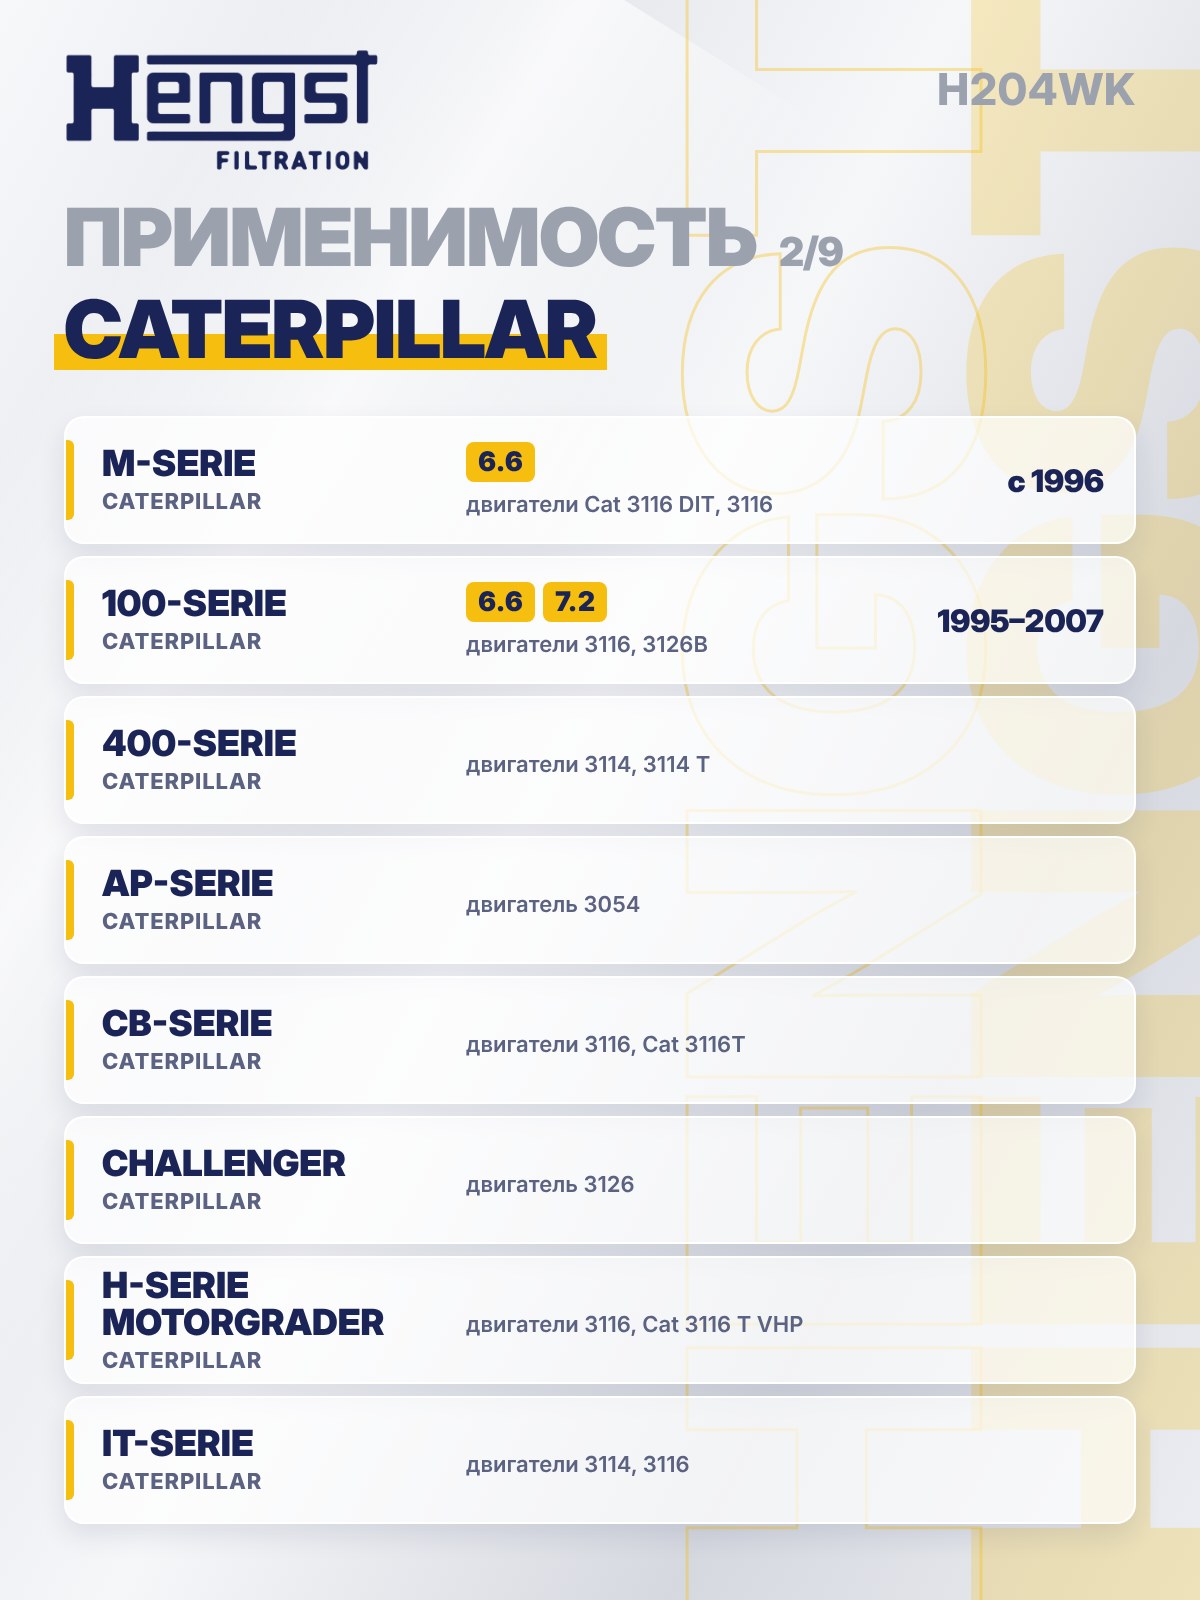 Hengst
FILTRATION
H204WK
ПРИМЕНИМОСТЬ 2/9
CATERPILLAR
M-SERIE
CATERPILLAR
6.6
двигатели Cat 3116 DIT, 3116
с 1996
100-SERIE
CATERPILLAR
6.6 7.2
двигатели 3116, 3126B
1995–2007
400-SERIE
CATERPILLAR
двигатели 3114, 3114 T
AP-SERIE
CATERPILLAR
двигатель 3054
CB-SERIE
CATERPILLAR
двигатели 3116, Cat 3116T
CHALLENGER
CATERPILLAR
двигатель 3126
H-SERIE
MOTORGRADER
CATERPILLAR
двигатели 3116, Cat 3116 T VHP
IT-SERIE
CATERPILLAR
двигатели 3114, 3116
HENGST
HENGST